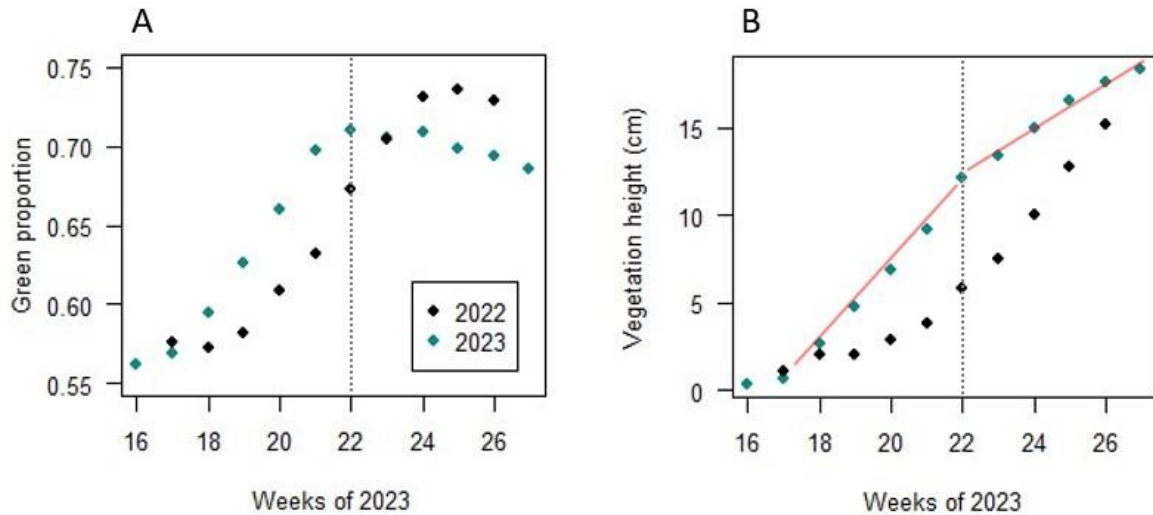 A
B
Green proportion
0.75
0.70
0.65
0.60
0.55
2022
2023
16 18 20 22 24 26
Weeks of 2023
Vegetation height (cm)
15
10
5
0
16 18 20 22 24 26
Weeks of 2023